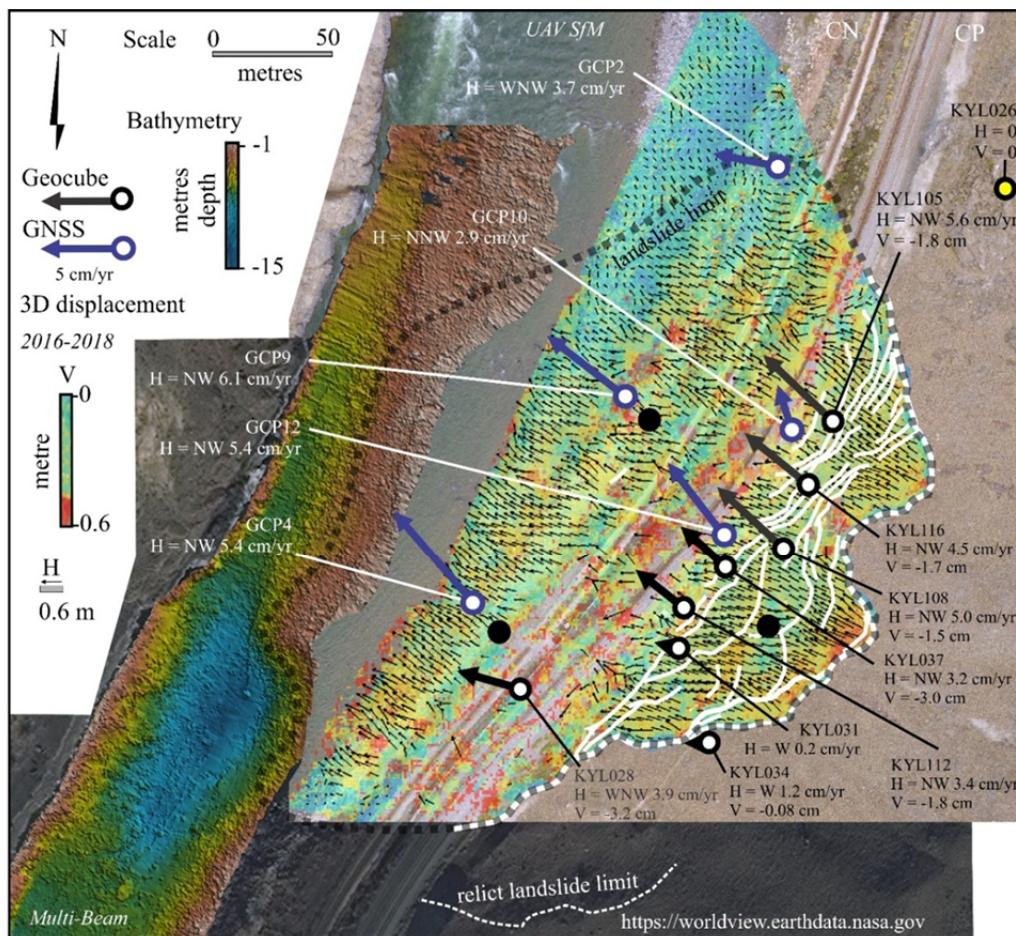 N
Scale
0
50
metres
UAV SfM
CN
CP
Bathymetry
metres
depth
-1
-15
Geocube
GNSS
5 cm/yr
3D displacement
2016-2018
V
0
metre
0.6
H
0.6 m
GCP2
H = WNW 3.7 cm/yr
KYL026
H = 0
V = 0
KYL105
H = NW 5.6 cm/yr
V = -1.8 cm
GCP10
H = NNW 2.9 cm/yr
landslide limit
GCP9
H = NW 6.1 cm/yr
GCP12
H = NW 5.4 cm/yr
GCP4
H = NW 5.4 cm/yr
KYL116
H = NW 4.5 cm/yr
V = -1.7 cm
KYL108
H = NW 5.0 cm/yr
V = -1.5 cm
KYL037
H = NW 3.2 cm/yr
V = -3.0 cm
KYL031
H = W 0.2 cm/yr
KYL112
H = NW 3.4 cm/yr
V = -1.8 cm
KYL034
H = W 1.2 cm/yr
V = -0.08 cm
KYL028
H = WNW 3.9 cm/yr
V = -3.2 cm
relict landslide limit
Multi-Beam
https://worldview.earthdata.nasa.gov